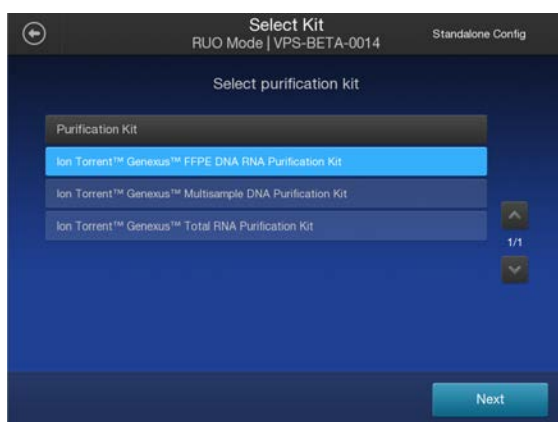 Select Kit
RUO Mode | VPS-BETA-0014
Standalone Config
Select purification kit
Purification Kit
Ion Torrent™ Genexus™ FFPE DNA RNA Purification Kit
Ion Torrent™ Genexus™ Multisample DNA Purification Kit
Ion Torrent™ Genexus™ Total RNA Purification Kit
1/1
Next